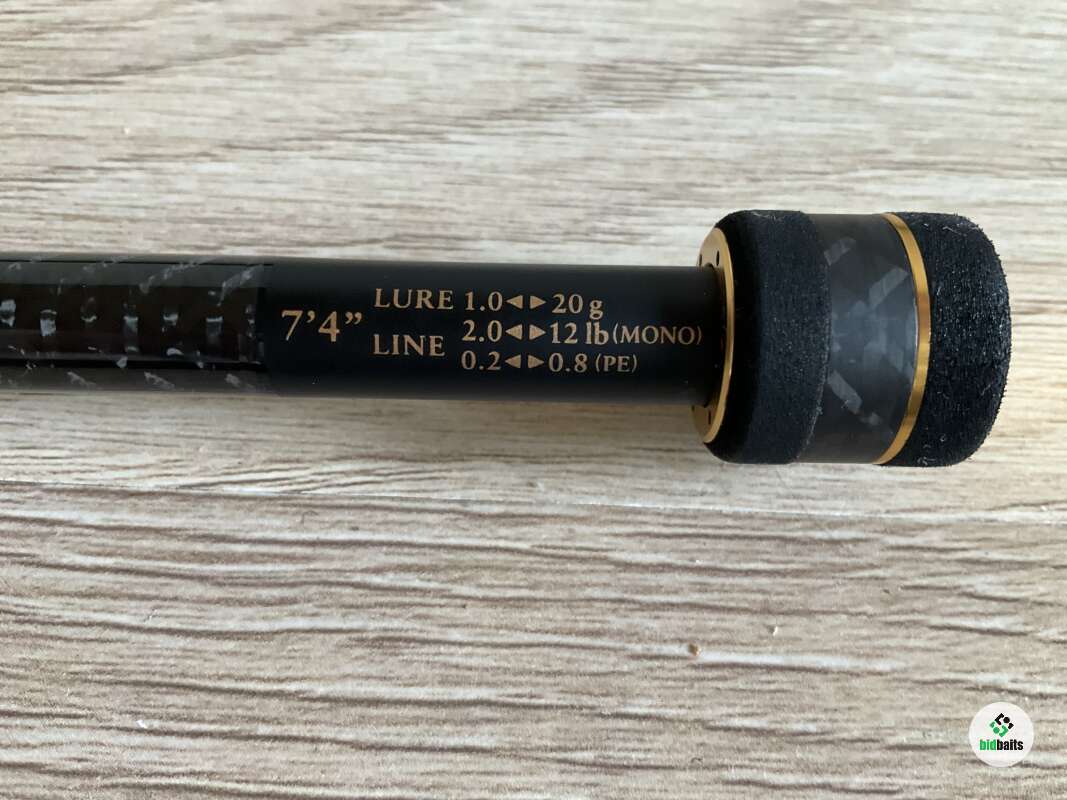 7’4”
LURE 1.0◄►20 g
LINE 2.0◄►12 lb (MONO)
0.2◄►0.8 (PE)
bidbaits